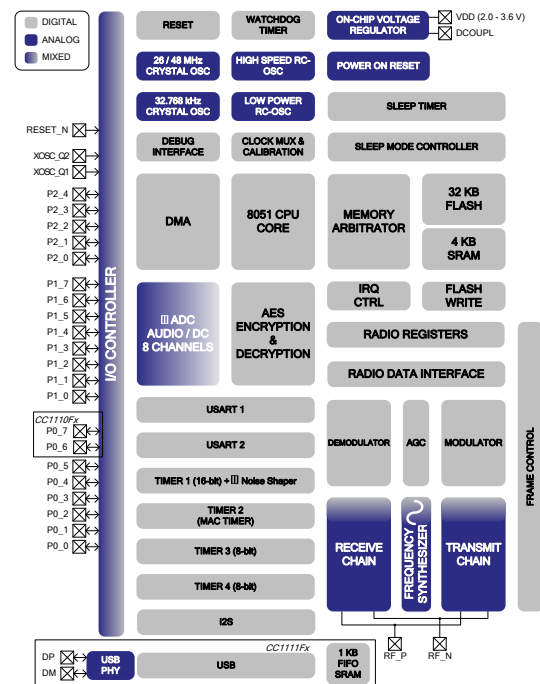 DIGITAL
ANALOG
MIXED
RESET
WATCHDOG
TIMER
ON-CHIP VOLTAGE
REGULATOR
VDD (2.0 - 3.6 V)
DCOUPL
26 / 48 MHz
CRYSTAL OSC
HIGH SPEED RC-
OSC
POWER ON RESET
32.768 kHz
CRYSTAL OSC
LOW POWER
RC-OSC
SLEEP TIMER
RESET_N
DEBUG
INTERFACE
CLOCK MUX &
CALIBRATION
SLEEP MODE CONTROLLER
XOSC_Q2
XOSC_Q1
P2_4
P2_3
P2_2
P2_1
P2_0
DMA
8051 CPU
CORE
MEMORY
ARBITRATOR
32 KB
FLASH
4 KB
SRAM
I/O CONTROLLER
P1_7
P1_6
P1_5
P1_4
P1_3
P1_2
P1_1
P1_0
ADC
AUDIO / DC
8 CHANNELS
AES
ENCRYPTION
&
DECRYPTION
IRQ
CTRL
FLASH
WRITE
RADIO REGISTERS
RADIO DATA INTERFACE
CC1110Fx
P0_7
P0_6
P0_5
P0_4
P0_3
P0_2
P0_1
P0_0
USART 1
USART 2
TIMER 1 (16-bit) + Noise Shaper
TIMER 2
(MAC TIMER)
TIMER 3 (8-bit)
TIMER 4 (8-bit)
I2S
DEMODULATOR
AGC
MODULATOR
FRAME CONTROL
RECEIVE
CHAIN
FREQUENCY
SYNTHESIZER
TRANSMIT
CHAIN
RF_P
RF_N
CC1111Fx
DP
DM
USB
PHY
USB
1 KB
FIFO
SRAM